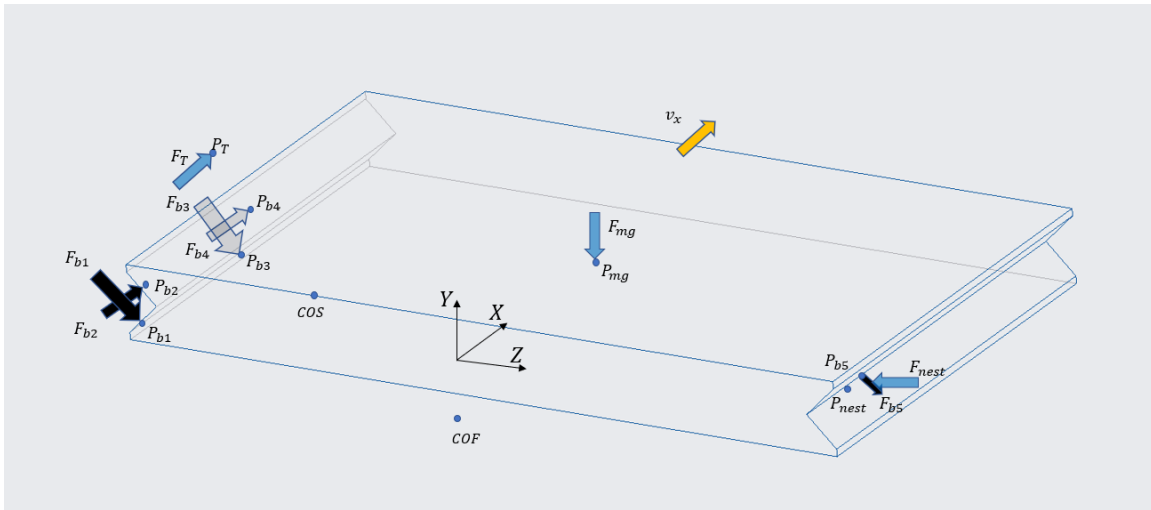 v_x
F_T
P_T
F_b3
P_b4
F_mg
F_b4
F_b1
P_b3
P_mg
P_b2
COS
Y
X
F_b2
P_b1
Z
P_b5
F_nest
P_nest
F_b5
COF